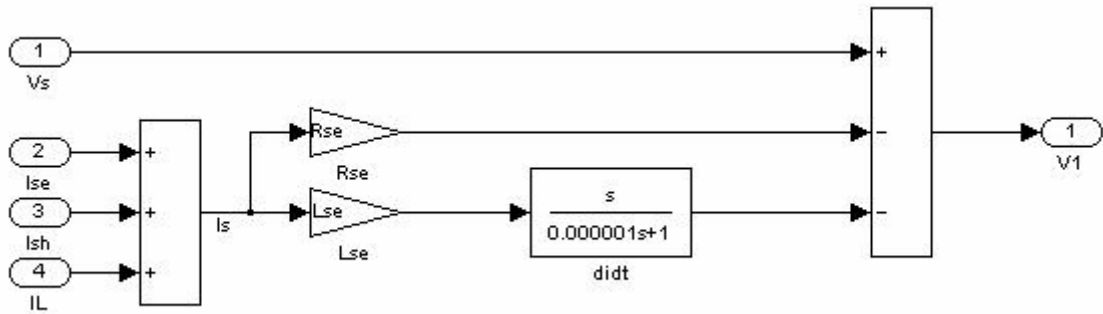 1
Vs
+
2
Ise
+
3
Ish
+
4
IL
+
Is
Rse
Rse
Lse
Lse
s
0.000001s+1
didt
+
-
-
1
V1